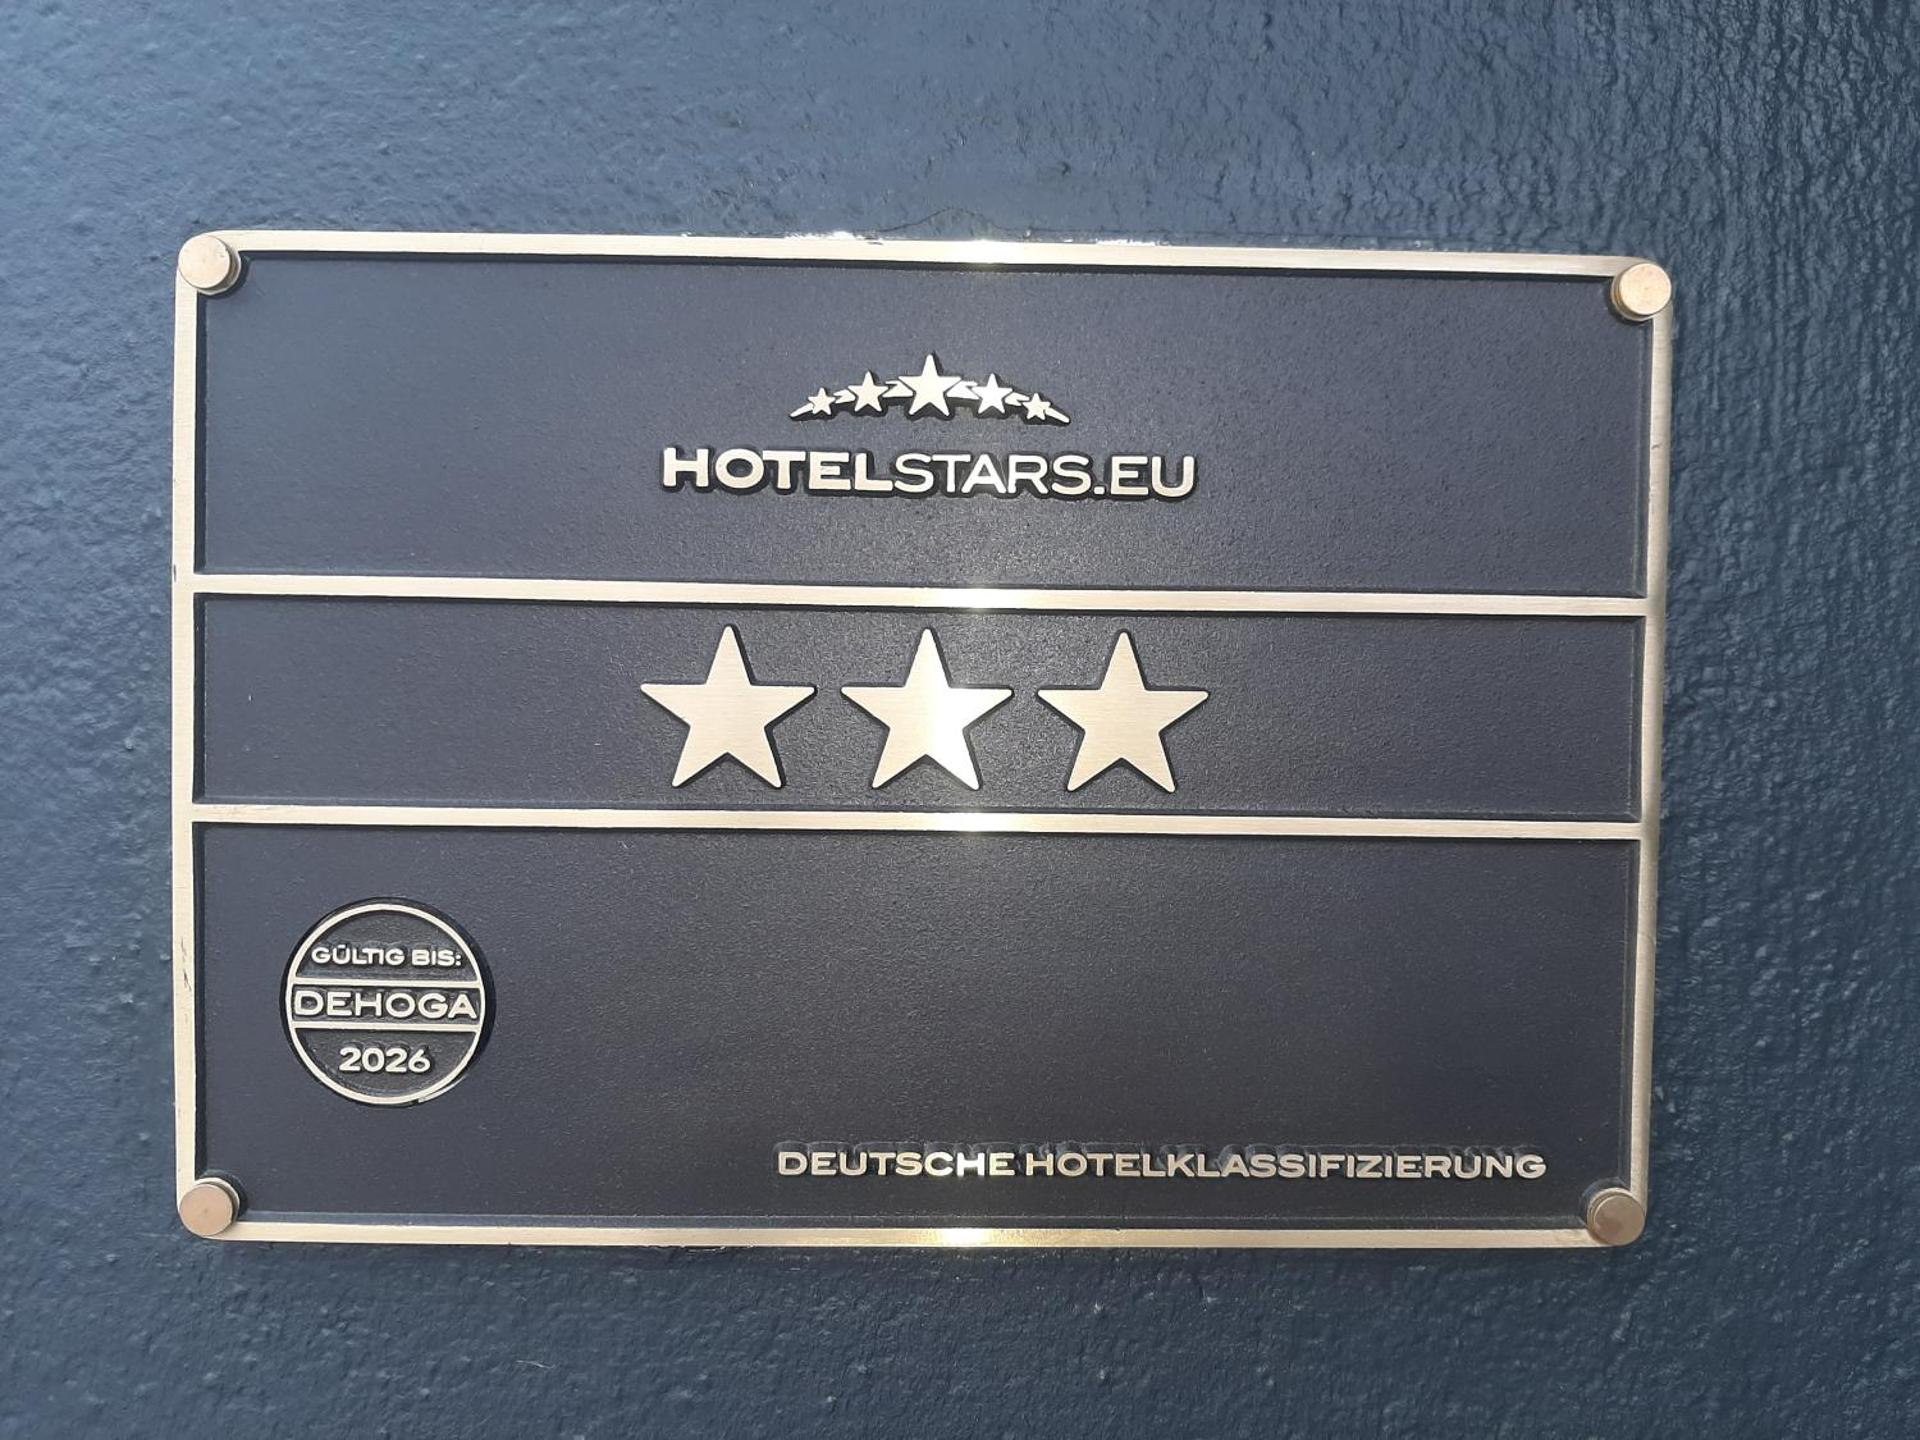 HOTELSTARS.EU
GÜLTIG BIS:
DEHOGA
2026
DEUTSCHE HOTELKLASSIFIZIERUNG